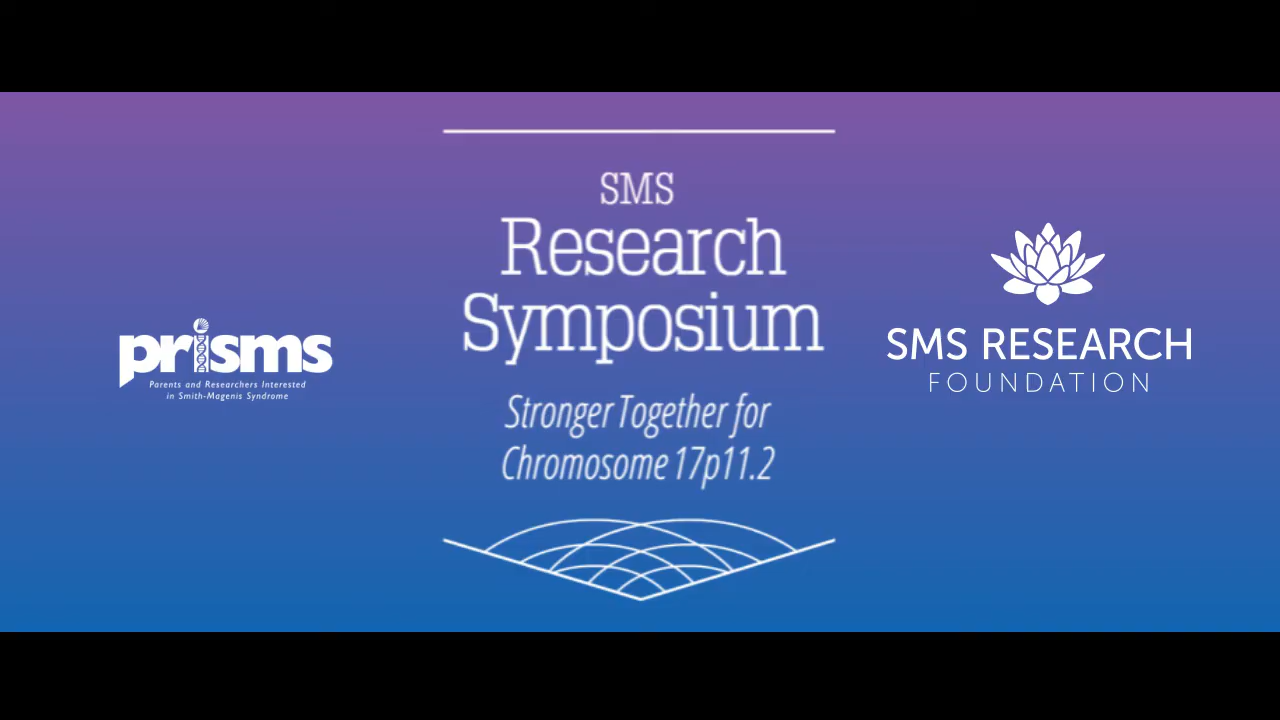 SMS
Research
Symposium
Stronger Together for
Chromosome 17p11.2
prisms
Parents and Researchers Interested
in Smith-Magenis Syndrome
SMS RESEARCH
FOUNDATION